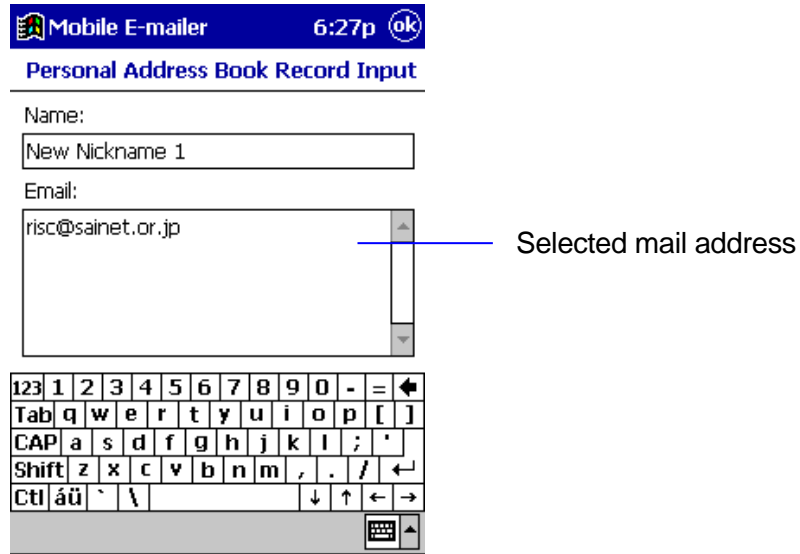 Mobile E-mailer 6:27p ok
Personal Address Book Record Input
Name:
New Nickname 1
Email:
risc@sainet.or.jp
Selected mail address
123 1 2 3 4 5 6 7 8 9 0 - = 
Tab q w e r t y u i o p [ ]
CAP a s d f g h j k l ; '
Shift z x c v b n m , . / ↵
Ctl áü ` \ ↓ ↑ ← →